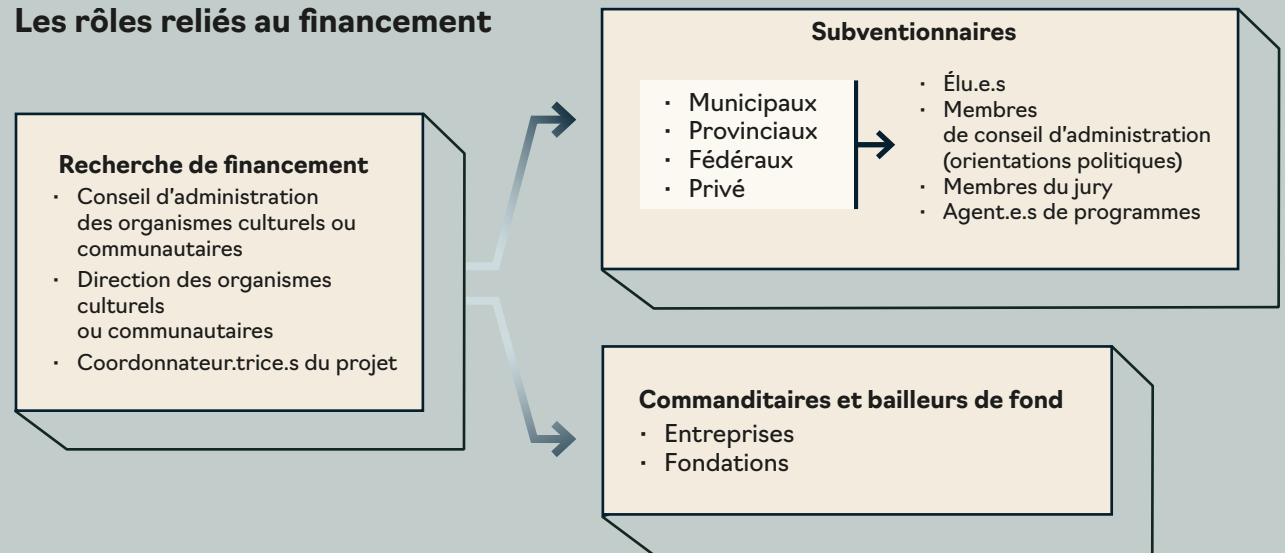 Les rôles reliés au financement
Recherche de financement
· Conseil d'administration
des organismes culturels ou
communautaires
· Direction des organismes
culturels
ou communautaires
· Coordonnateur.trice.s du projet
Subventionnaires
· Municipaux
· Provinciaux
· Fédéraux
· Privé
· Élu.e.s
· Membres
de conseil d'administration
(orientations politiques)
· Membres du jury
· Agent.e.s de programmes
Commanditaires et bailleurs de fond
· Entreprises
· Fondations